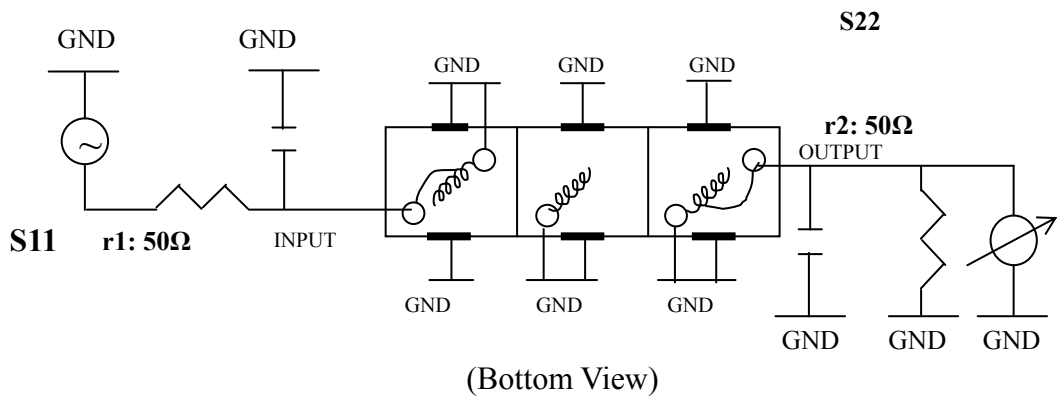 S22
GND
GND
GND
GND
GND
r2: 50Ω
OUTPUT
~
S11
r1: 50Ω
INPUT
GND
GND
GND
GND
GND
GND
(Bottom View)